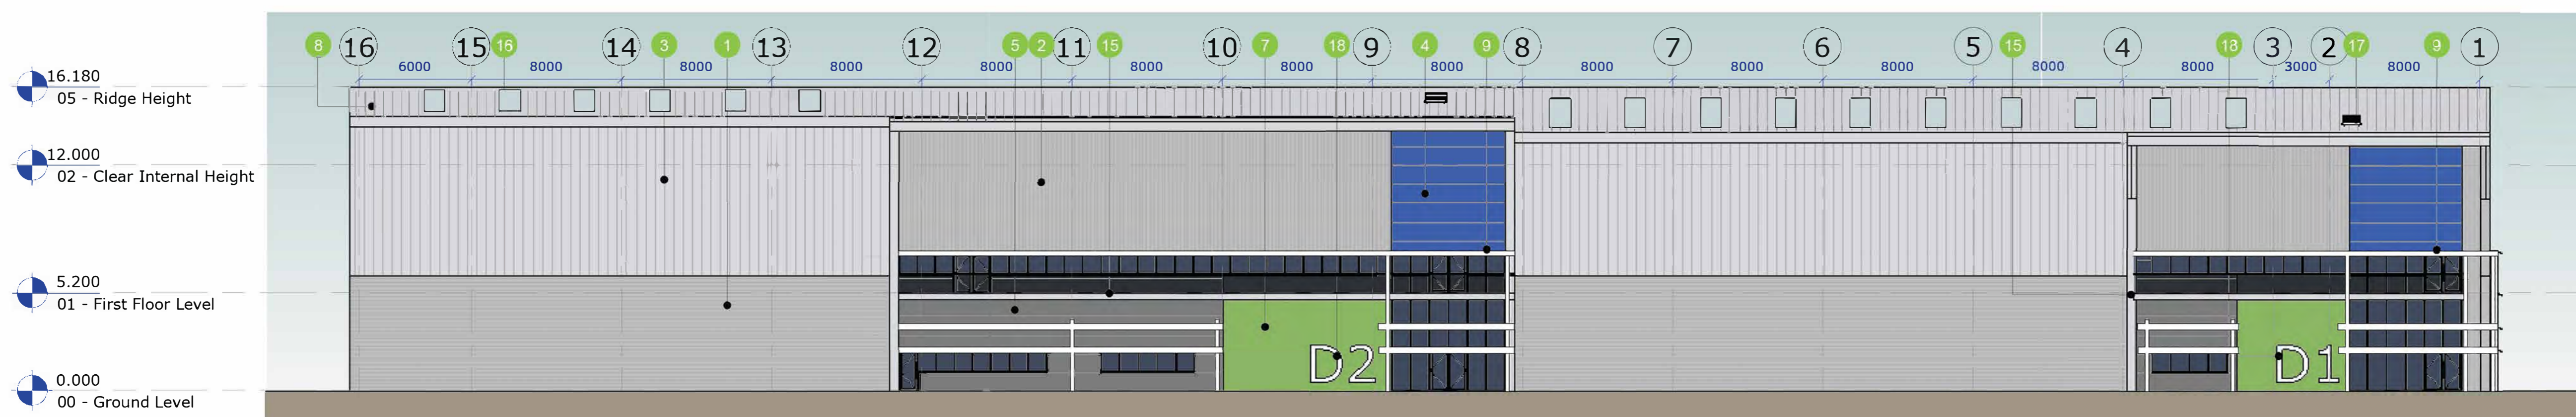 8 16 15 16 14 3 1 13 12 5 2 11 15 10 7 18 9 4 9 8 7 6 5 15 4 18 3 2 17 9 1
6000 8000 8000 8000 8000 8000 8000 8000 8000 8000 8000 8000 8000 3000 8000
16.180
05 - Ridge Height
12.000
02 - Clear Internal Height
5.200
01 - First Floor Level
D2 D1
0.000
00 - Ground Level